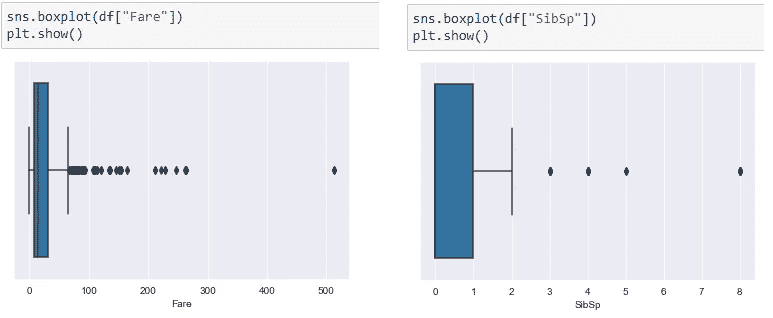 sns.boxplot(df["Fare"])
plt.show()
0 100 200 300 400 500
Fare
sns.boxplot(df["SibSp"])
plt.show()
0 1 2 3 4 5 6 7 8
SibSp